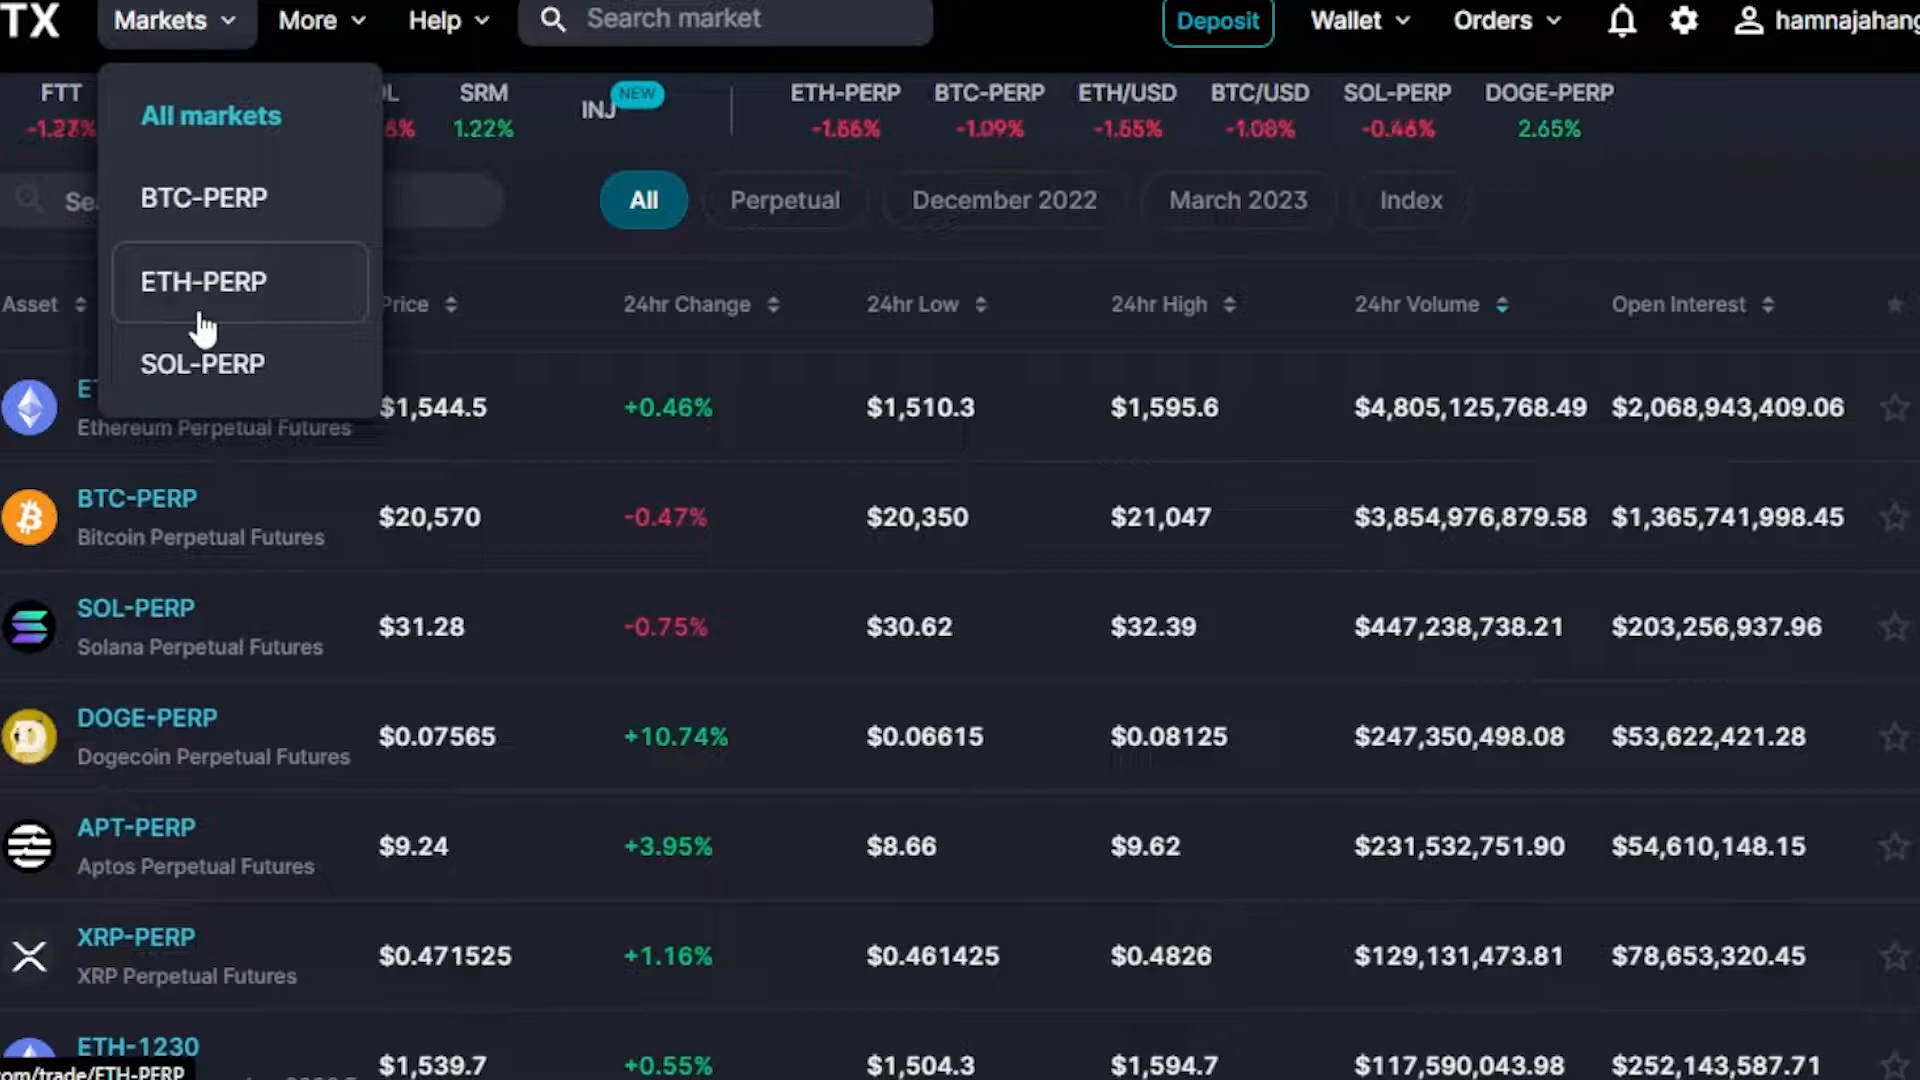 TX Markets More Help Search market Deposit Wallet Orders hamnajahang
FTT SRM INJ NEW ETH-PERP BTC-PERP ETH/USD BTC/USD SOL-PERP DOGE-PERP
-1.27% 1.22% -1.56% -1.09% -1.55% -1.08% -0.46% 2.65%
All markets
BTC-PERP
ETH-PERP
SOL-PERP
All Perpetual December 2022 March 2023 Index
Asset Price 24hr Change 24hr Low 24hr High 24hr Volume Open Interest
$1,544.5 +0.46% $1,510.3 $1,595.6 $4,805,125,768.49 $2,068,943,409.06
Ethereum Perpetual Futures
BTC-PERP
Bitcoin Perpetual Futures
$20,570 -0.47% $20,350 $21,047 $3,854,976,879.58 $1,365,741,998.45
SOL-PERP
Solana Perpetual Futures
$31.28 -0.75% $30.62 $32.39 $447,238,738.21 $203,256,937.96
DOGE-PERP
Dogecoin Perpetual Futures
$0.07565 +10.74% $0.06615 $0.08125 $247,350,498.08 $53,622,421.28
APT-PERP
Aptos Perpetual Futures
$9.24 +3.95% $8.66 $9.62 $231,532,751.90 $54,610,148.15
XRP-PERP
XRP Perpetual Futures
$0.471525 +1.16% $0.461425 $0.4826 $129,131,473.81 $78,653,320.45
ETH-1230
$1,539.7 +0.55% $1,504.3 $1,594.7 $117,590,043.98 $252,143,587.71
om/trade/ETH-PERP